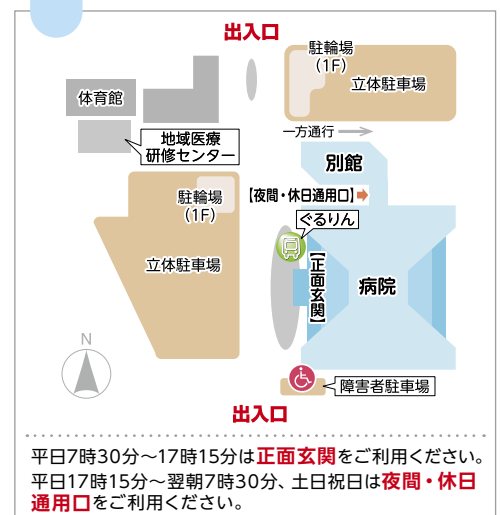 出入口
駐輪場
(1F)
立体駐車場
体育館
一方通行
地域医療
研修センター
別館
駐輪場
(1F)
【夜間・休日通用口】
ぐるりん
立体駐車場
【正面玄関】
病院
N
障害者駐車場
出入口
平日7時30分～17時15分は正面玄関をご利用ください。
平日17時15分～翌朝7時30分、土日祝日は夜間・休日
通用口をご利用ください。